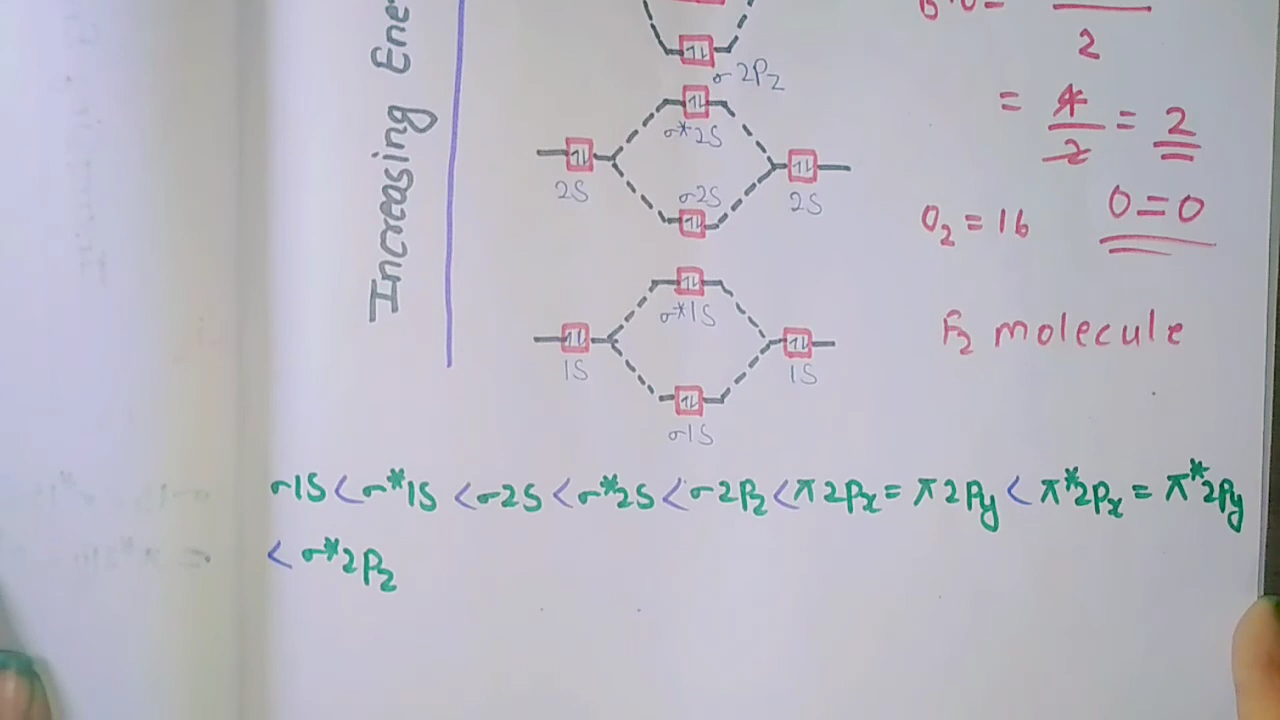 Increasing Ene
2
σ 2Pz
= 4/2 = 2
σ*2S
2S
2S
σ2S
O₂ = 16
O=O
σ*1S
F₂ molecule
1S
1S
σ1S
σ1S < σ*1S < σ2S < σ*2S < σ2Pz < π2Px = π2Py < π*2Px = π*2Py
< σ*2Pz